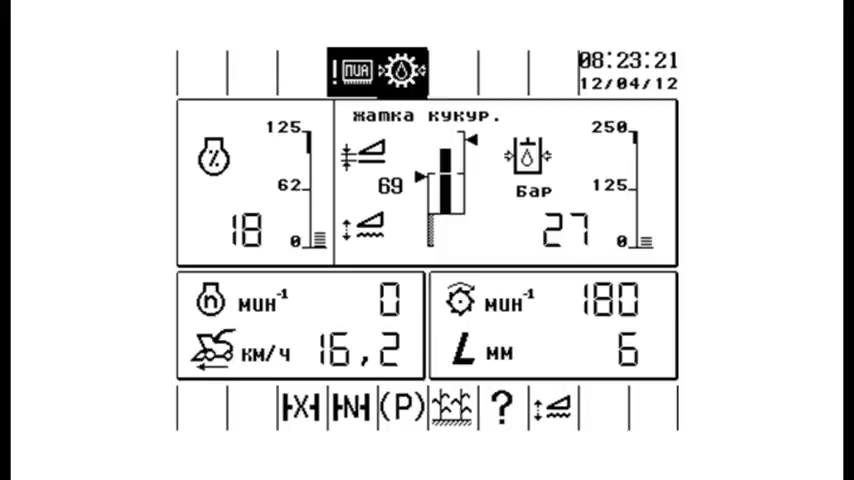 ! ПИА
08:23:21
12/04/12
жатка кукур.
125
62
0
%
18
69
Бар
250
125
0
27
n мин-1 0
км/ч 16,2
мин-1 180
L мм 6
X N (P) ?